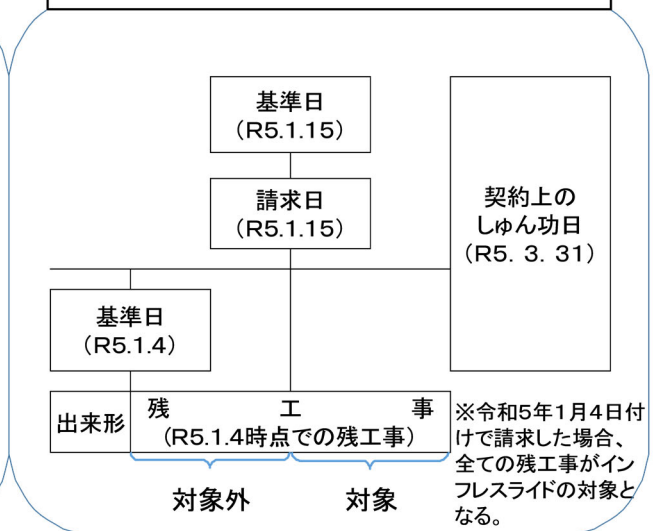 基準日
(R5.1.15)
請求日
(R5.1.15)
契約上の
しゅん功日
(R5. 3. 31)
基準日
(R5.1.4)
出来形
残 工 事
(R5.1.4時点での残工事)
対象外
対象
※令和5年1月4日付
けで請求した場合、
全ての残工事がイン
フレスライドの対象と
なる。